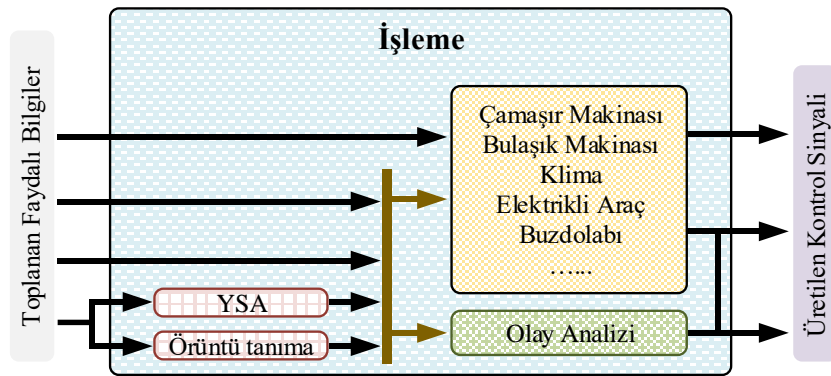 İşleme
Toplanan Faydalı Bilgiler
Çamaşır Makinası
Bulaşık Makinası
Klima
Elektrikli Araç
Buzdolabı
…...
YSA
Örüntü tanıma
Olay Analizi
Üretilen Kontrol Sinyali